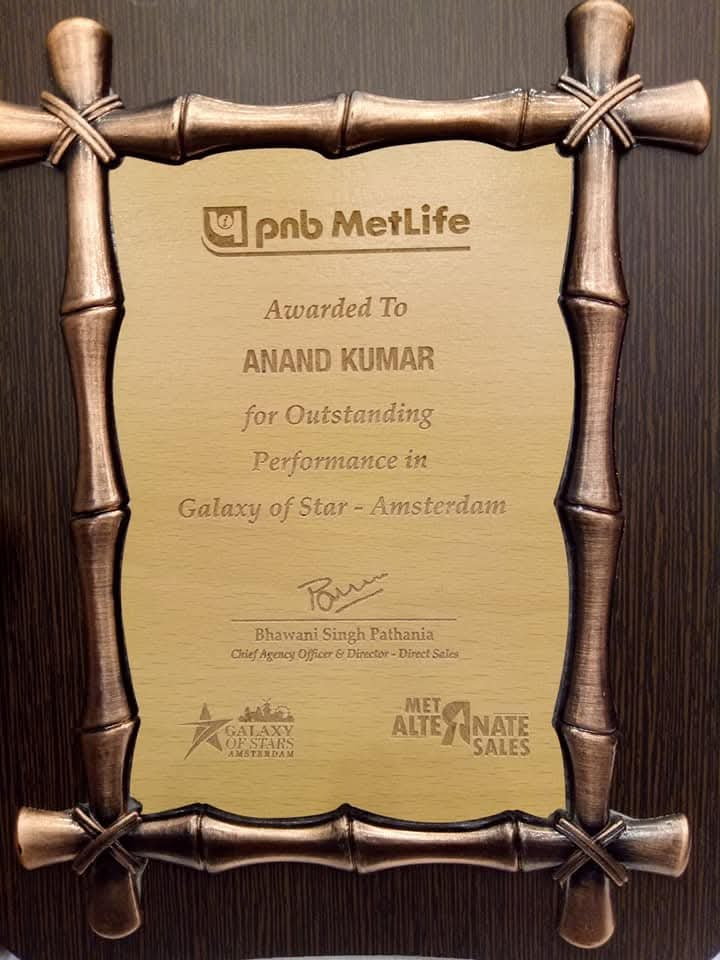 pnb MetLife
Awarded To
ANAND KUMAR
for Outstanding
Performance in
Galaxy of Star - Amsterdam
Bhawani Singh Pathania
Chief Agency Officer & Director - Direct Sales
GALAXY
OF STARS
AMSTERDAM
MET
ALTERNATE
SALES